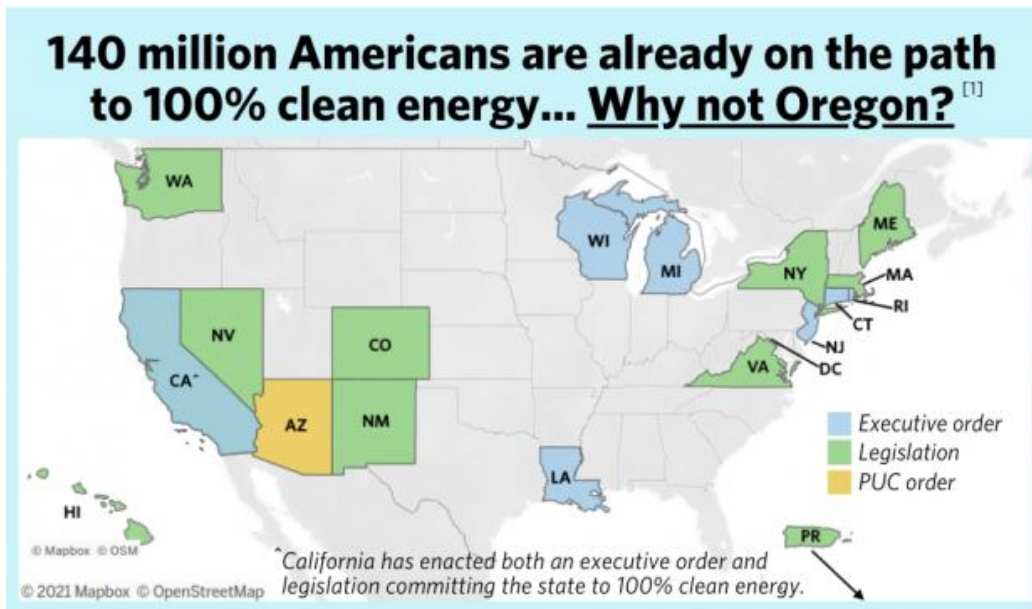 140 million Americans are already on the path
to 100% clean energy... Why not Oregon? [1]
WA
ME
WI
MI
NY
MA
RI
CT
NJ
DC
VA
NV
CO
CA^
AZ
NM
LA
HI
PR
Executive order
Legislation
PUC order
© Mapbox © OSM
^California has enacted both an executive order and
legislation committing the state to 100% clean energy.
© 2021 Mapbox © OpenStreetMap